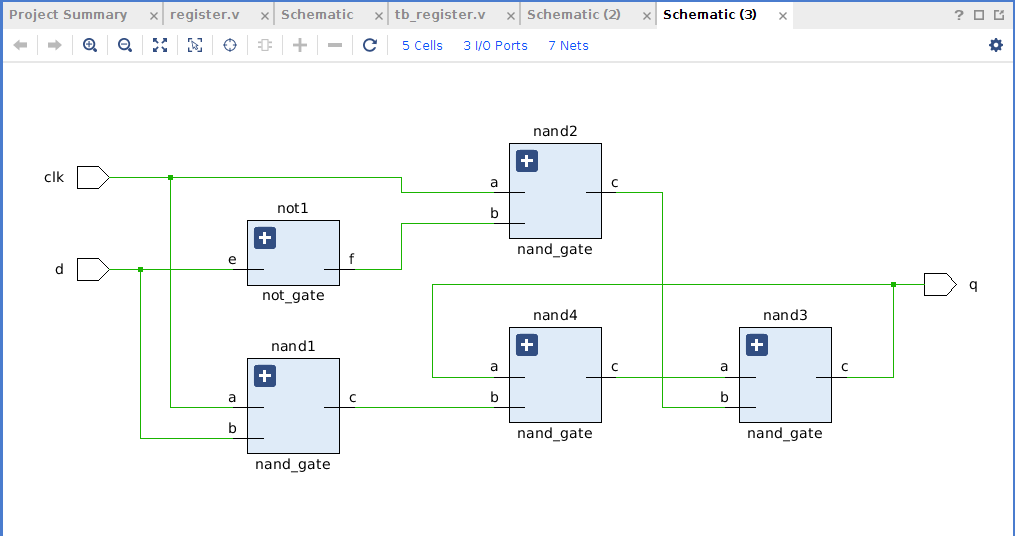 Project Summary × register.v × Schematic × tb_register.v × Schematic (2) × Schematic (3) × ?
5 Cells 3 I/O Ports 7 Nets
nand2
clk
a c
not1
b
nand_gate
d
e f
not_gate
q
nand4
nand3
nand1
a c a c
a c b b
b
nand_gate nand_gate
nand_gate